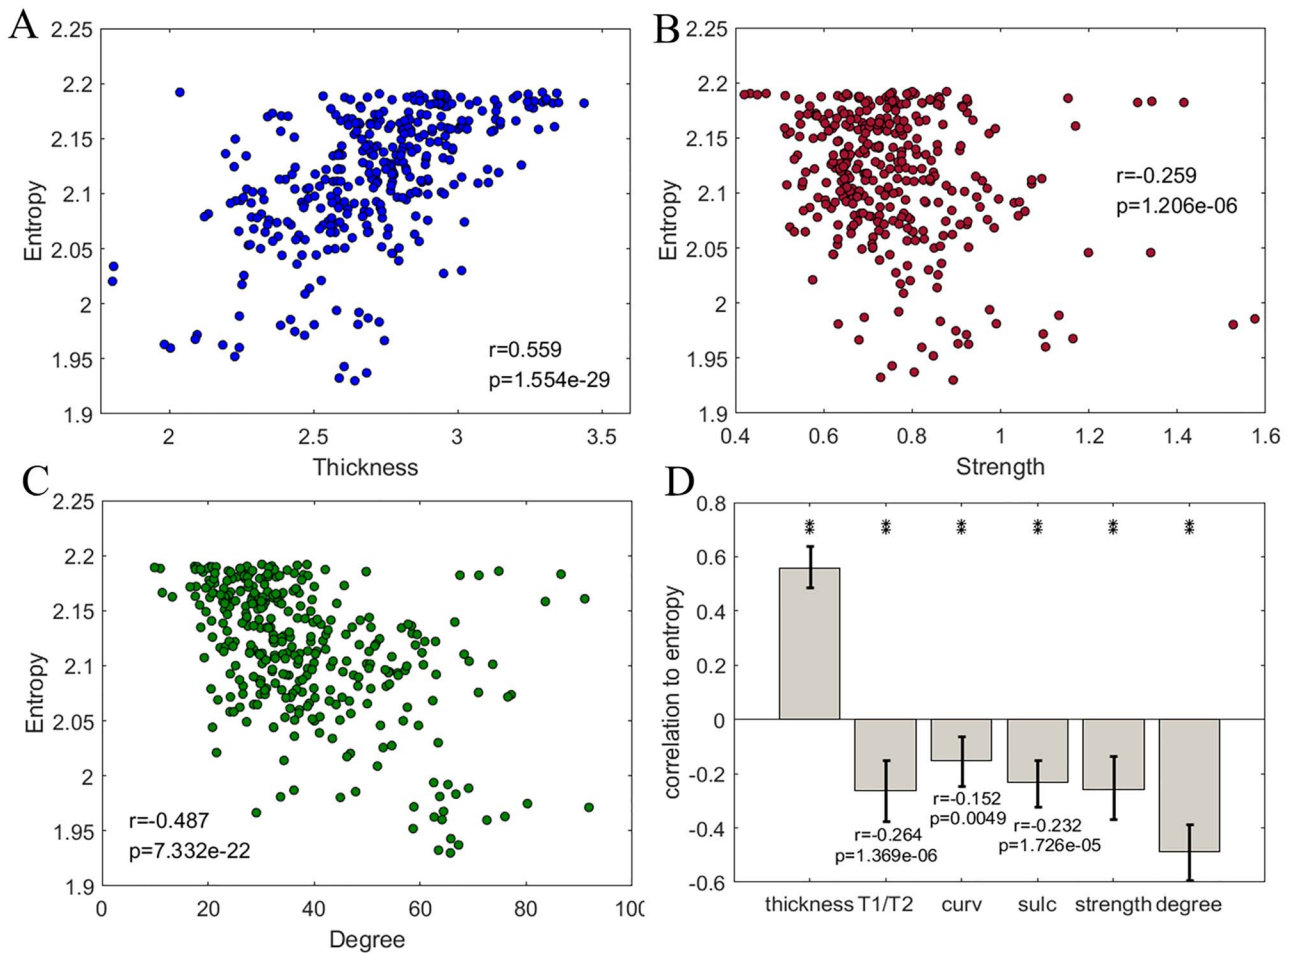 A
2.25
2.2
2.15
2.1
2.05
2
1.95
1.9
Entropy
2
2.5
3
3.5
Thickness
r=0.559
p=1.554e-29
B
2.25
2.2
2.15
2.1
2.05
2
1.95
1.9
Entropy
0.4
0.6
0.8
1
1.2
1.4
1.6
Strength
r=-0.259
p=1.206e-06
C
2.25
2.2
2.15
2.1
2.05
2
1.95
1.9
Entropy
0
20
40
60
80
Degree
r=-0.487
p=7.332e-22
D
0.8
0.6
0.4
0.2
0
-0.2
-0.4
-0.6
correlation to entropy
r=-0.264
p=1.369e-06
r=-0.152
p=0.0049
r=-0.232
p=1.726e-05
thickness T1/T2 curv sulc strength degree